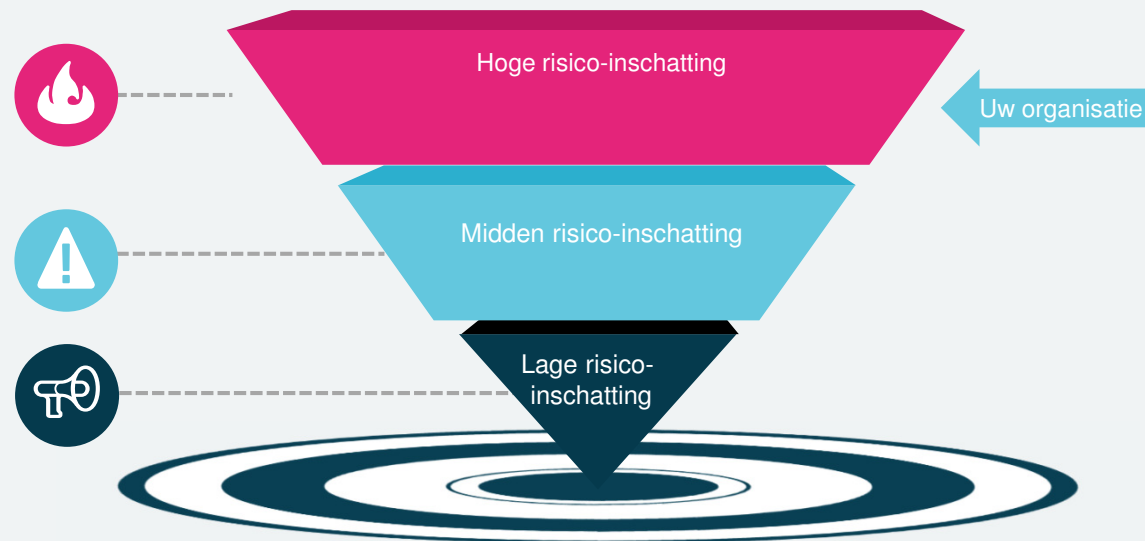 Hoge risico-inschatting
Uw organisatie
Midden risico-inschatting
Lage risico-
inschatting